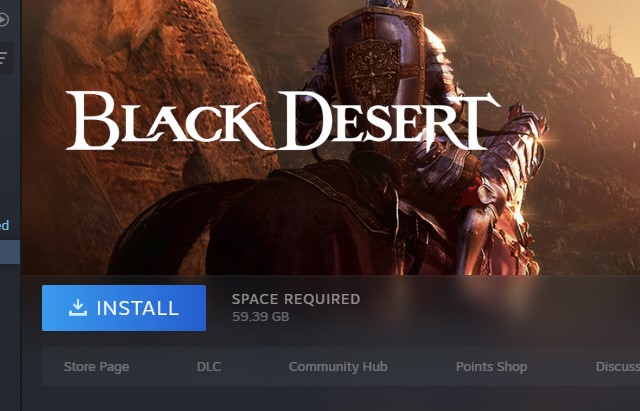 BLACK DESERT
ed
INSTALL
SPACE REQUIRED
59.39 GB
Store Page DLC Community Hub Points Shop Discuss